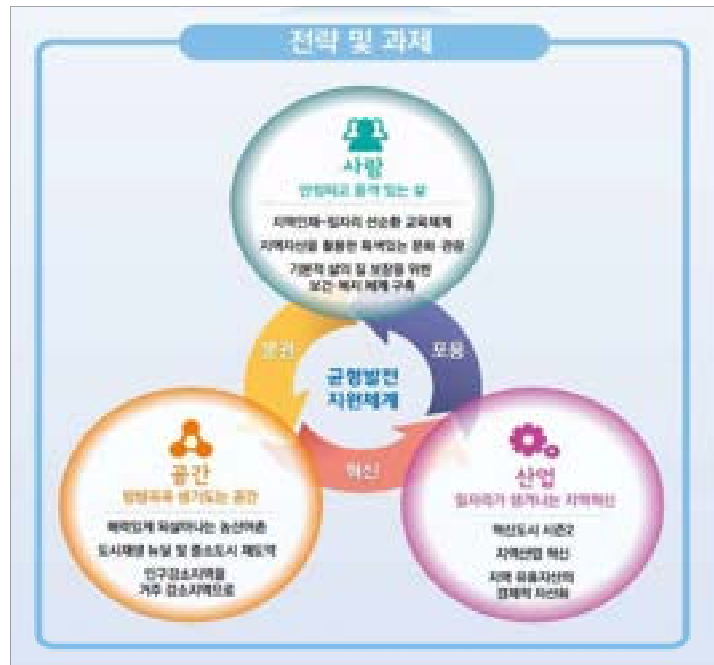 전략 및 과제
사람
안정되고 품격 있는 삶
지역인재-일자리 선순환 교육체계
지역자산을 활용한 특색있는 문화·관광
기본적 삶의 질 보장을 위한
보건·복지 체계 구축
분권
포용
균형발전
지원체계
혁신
공간
방방곡곡 생기도는 공간
매력있게 되살아나는 농산어촌
도시재생 뉴딜 및 중소도시 재도약
인구감소지역을
거주 강소지역으로
산업
일자리가 생겨나는 지역혁신
혁신도시 시즌2
지역산업 혁신
지역 유휴자산의
경제적 자산화